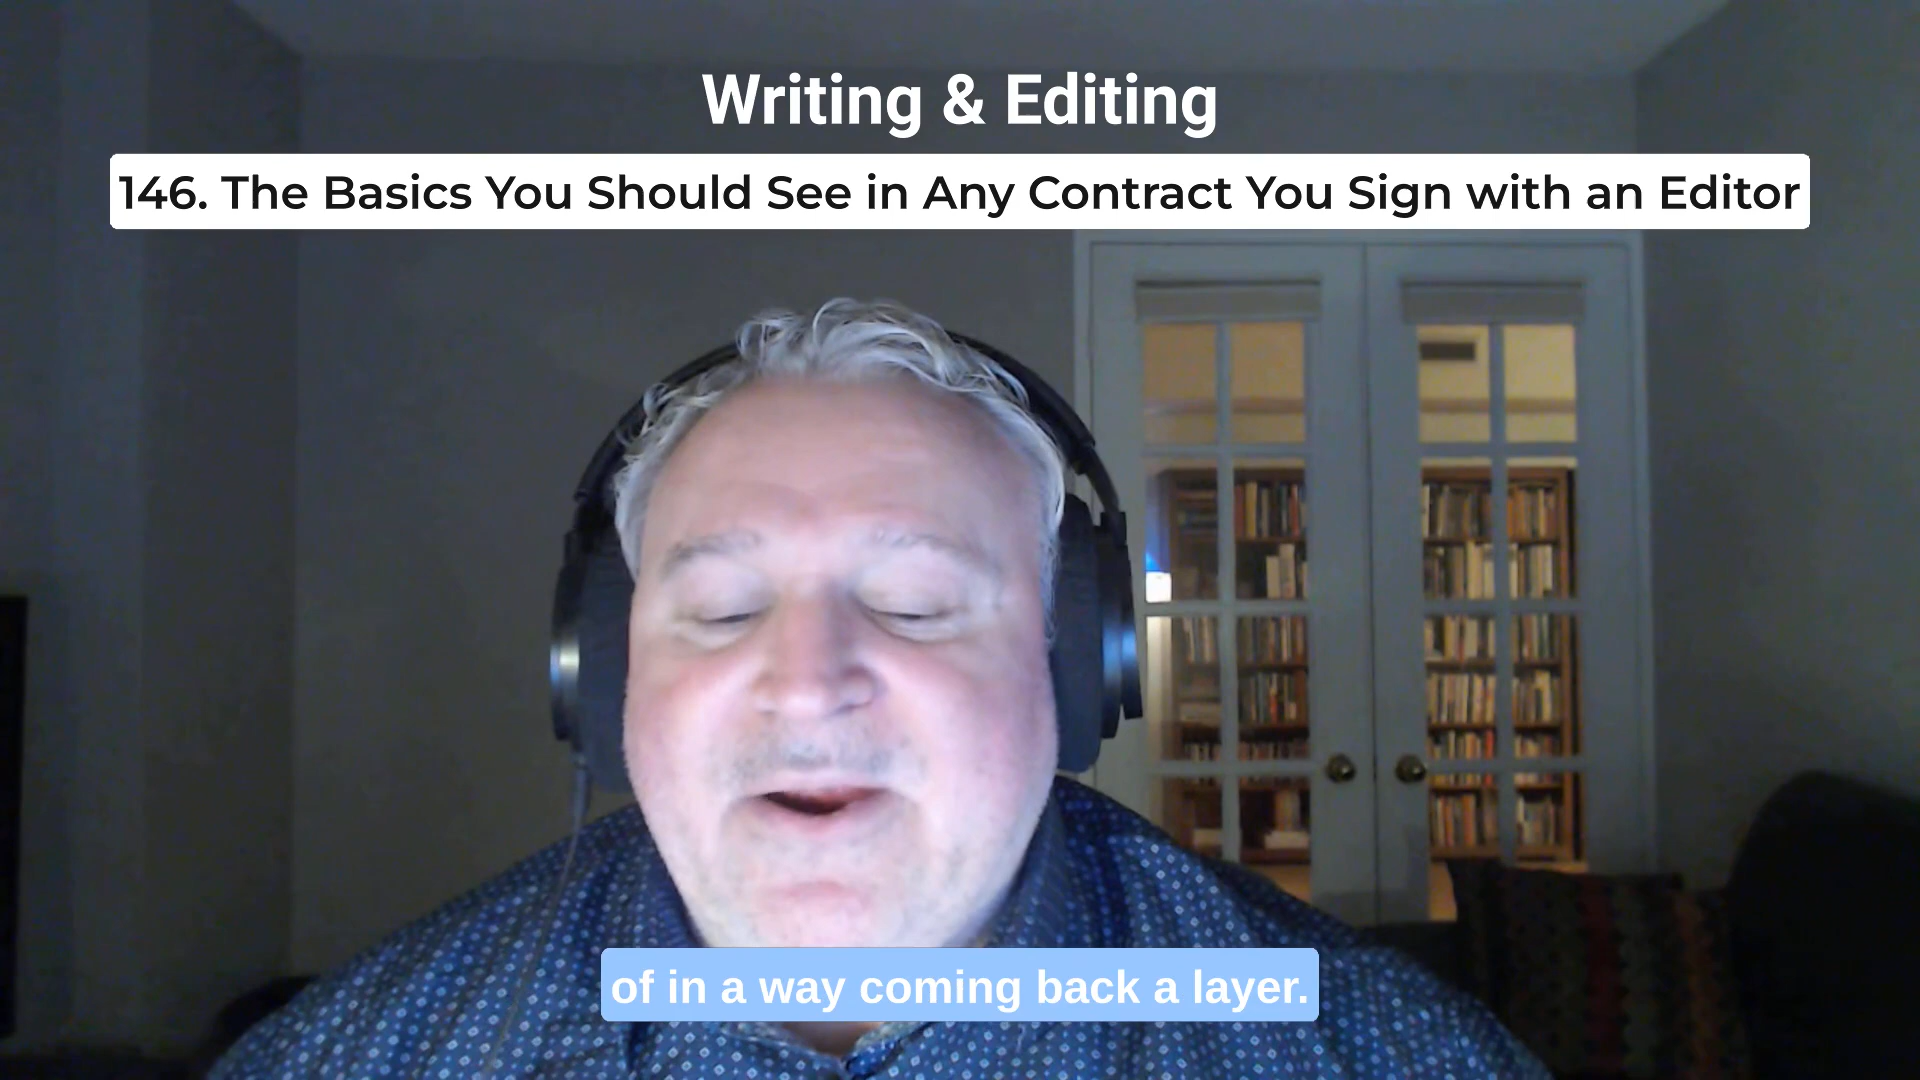 Writing & Editing
146. The Basics You Should See in Any Contract You Sign with an Editor
of in a way coming back a layer.